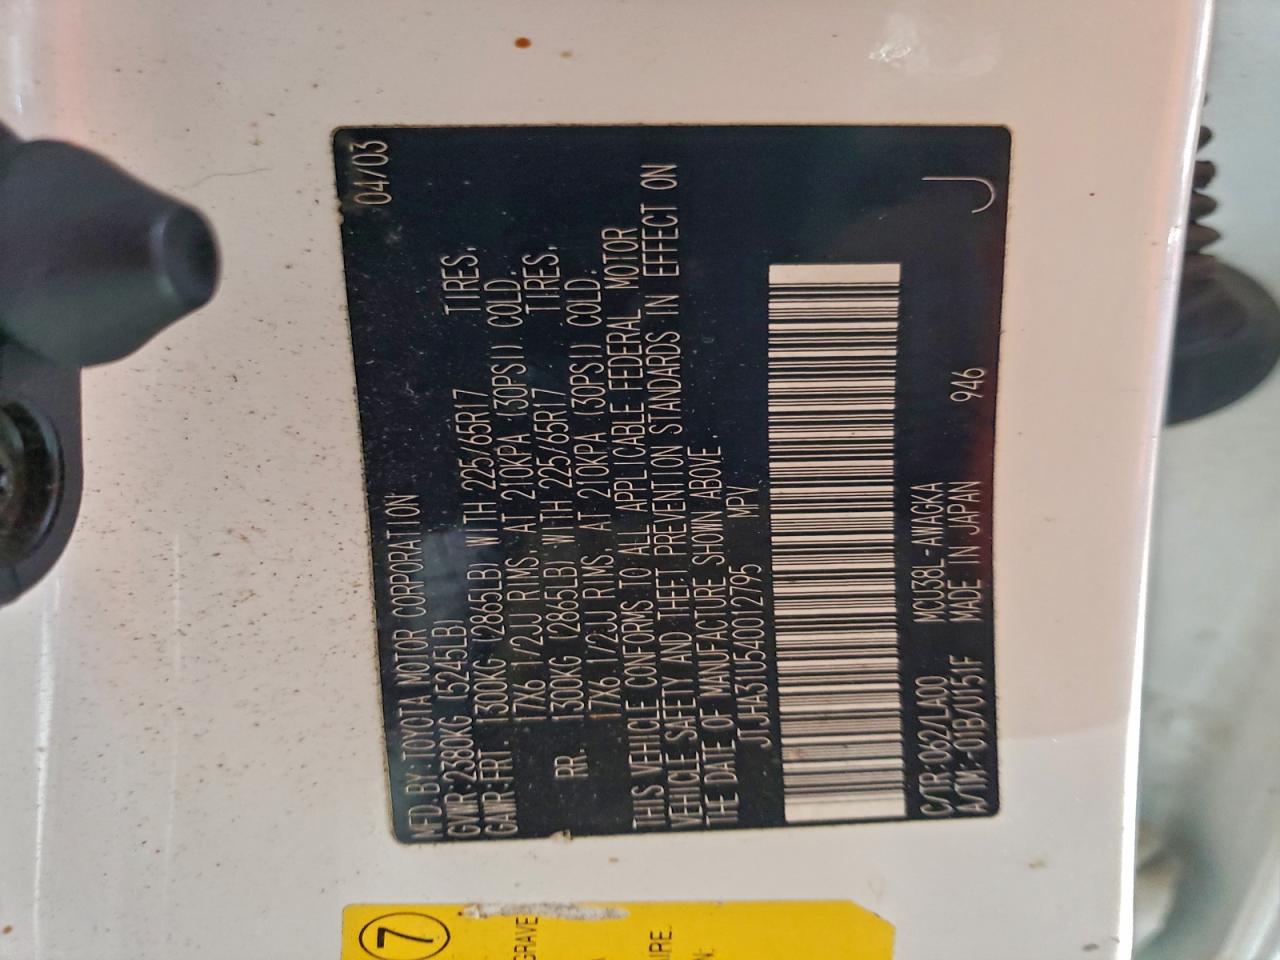 MFD. BY: TOYOTA MOTOR CORPORATION 04/03
GVWR: 2380KG (5245LB)
GAWR: FRT. 1300KG (2865LB) WITH 225/65R17 TIRES,
17X6 1/2JJ RIMS, AT 210KPA (30PSI) COLD.
RR. 1300KG (2865LB) WITH 225/65R17 TIRES,
17X6 1/2JJ RIMS, AT 210KPA (30PSI) COLD.
THIS VEHICLE CONFORMS TO ALL APPLICABLE FEDERAL MOTOR
VEHICLE SAFETY AND THEFT PREVENTION STANDARDS IN EFFECT ON
THE DATE OF MANUFACTURE SHOWN ABOVE.
JTJHA31U540012795 MPV
C/TR: 062/LA00 MCU38L-AWAGKA
A/TM: 01B/U151F MADE IN JAPAN 946 J
7
GRAVE
AIRE.
N: